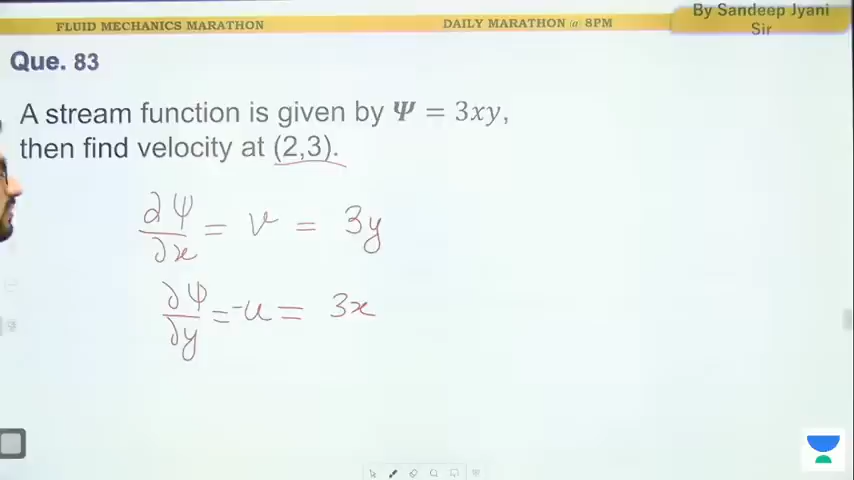 FLUID MECHANICS MARATHON
DAILY MARATHON @ 8PM
By Sandeep Jyani
Sir
Que. 83
A stream function is given by Ψ = 3xy,
then find velocity at (2,3).
∂Ψ/∂x = v = 3y
∂Ψ/∂y = -u = 3x